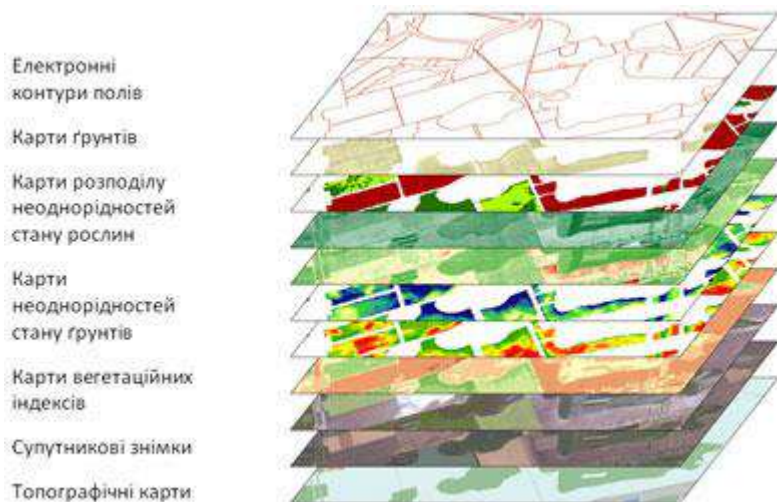 Електронні
контури полів
Карти ґрунтів
Карти розподілу
неоднорідностей
стану рослин
Карти
неоднорідностей
стану ґрунтів
Карти вегетаційних
індексів
Супутникові знімки
Топографічні карти